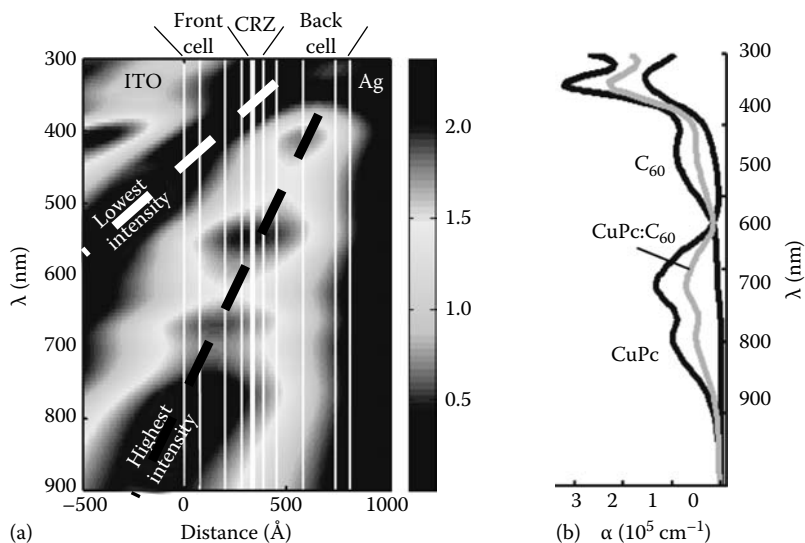 Front cell CRZ Back cell
ITO
Ag
300
400
500
600
700
800
900
λ (nm)
Lowest intensity
Highest intensity
−500 0 500 1000
Distance (Å)
2.0
1.5
1.0
0.5
(a)
C60
CuPc:C60
CuPc
300
400
500
600
700
800
900
λ (nm)
3 2 1 0
α (10⁵ cm⁻¹)
(b)